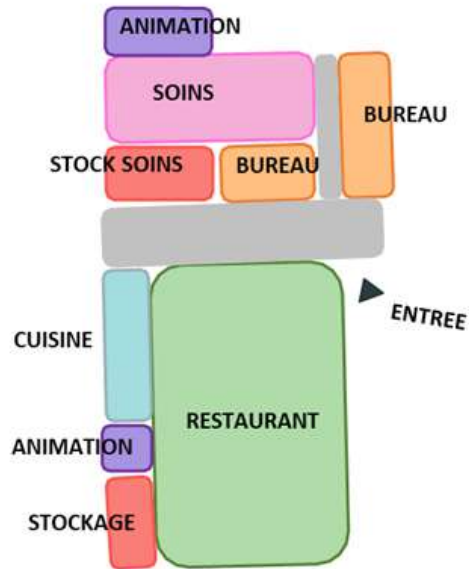 ANIMATION
SOINS
BUREAU
STOCK SOINS
BUREAU
ENTREE
CUISINE
RESTAURANT
ANIMATION
STOCKAGE